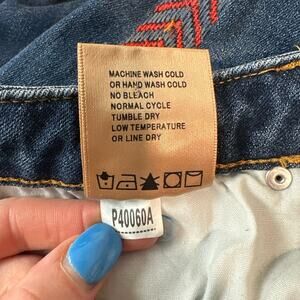 MACHINE WASH COLD
OR HAND WASH COLD
NO BLEACH
NORMAL CYCLE
TUMBLE DRY
LOW TEMPERATURE
OR LINE DRY
P40060A